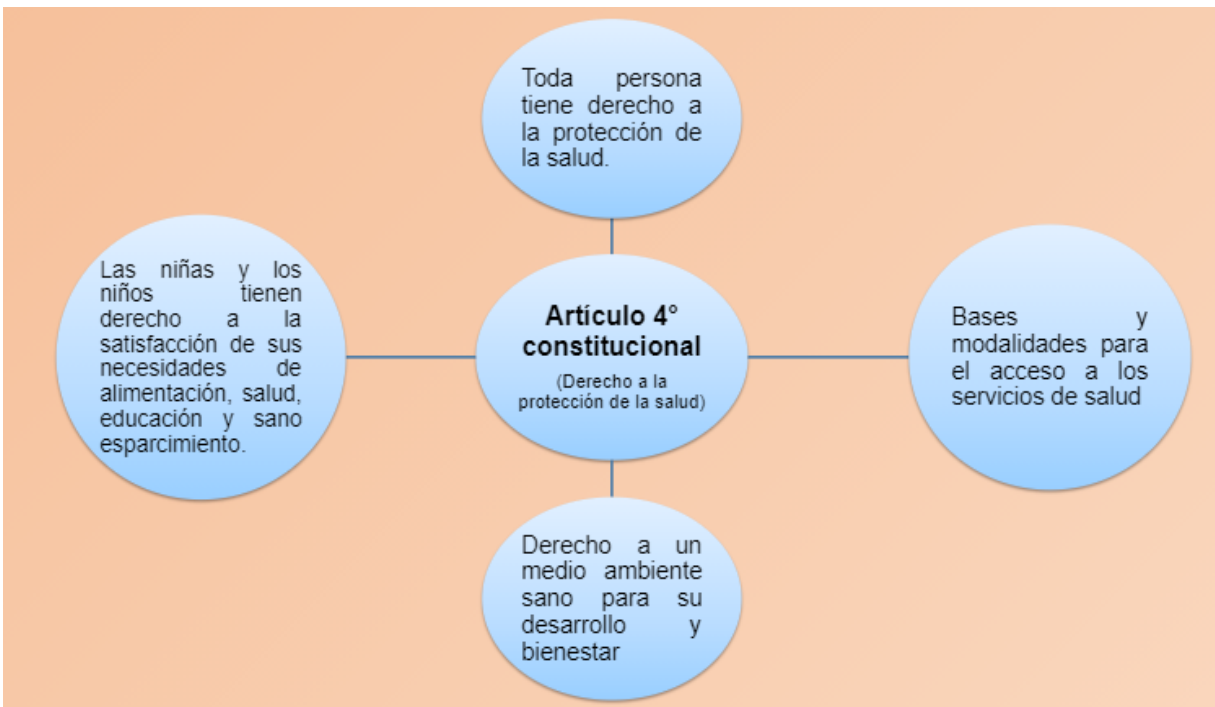 Toda persona
tiene derecho a
la protección de
la salud.
Las niñas y los
niños tienen
derecho a la
satisfacción de sus
necesidades de
alimentación, salud,
educación y sano
esparcimiento.
Artículo 4°
constitucional
(Derecho a la
protección de la salud)
Bases y
modalidades para
el acceso a los
servicios de salud
Derecho a un
medio ambiente
sano para su
desarrollo y
bienestar